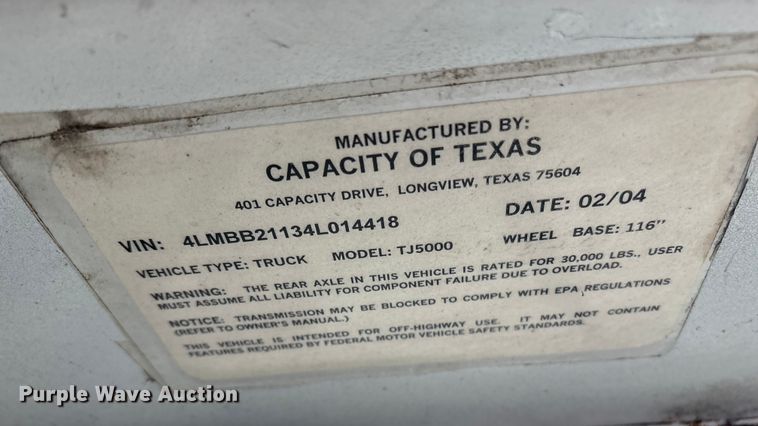 MANUFACTURED BY:
CAPACITY OF TEXAS
401 CAPACITY DRIVE, LONGVIEW, TEXAS 75604
VIN: 4LMBB21134L014418 DATE: 02/04
VEHICLE TYPE: TRUCK MODEL: TJ5000 WHEEL BASE: 116"
WARNING: THE REAR AXLE IN THIS VEHICLE IS RATED FOR 30,000 LBS., USER
MUST ASSUME ALL LIABILITY FOR COMPONENT FAILURE DUE TO OVERLOAD.
NOTICE: TRANSMISSION MAY BE BLOCKED TO COMPLY WITH EPA REGULATIONS
(REFER TO OWNER'S MANUAL.)
THIS VEHICLE IS INTENDED FOR OFF-HIGHWAY USE. IT MAY NOT CONTAIN
FEATURES REQUIRED BY FEDERAL MOTOR VEHICLE SAFETY STANDARDS.
Purple Wave Auction